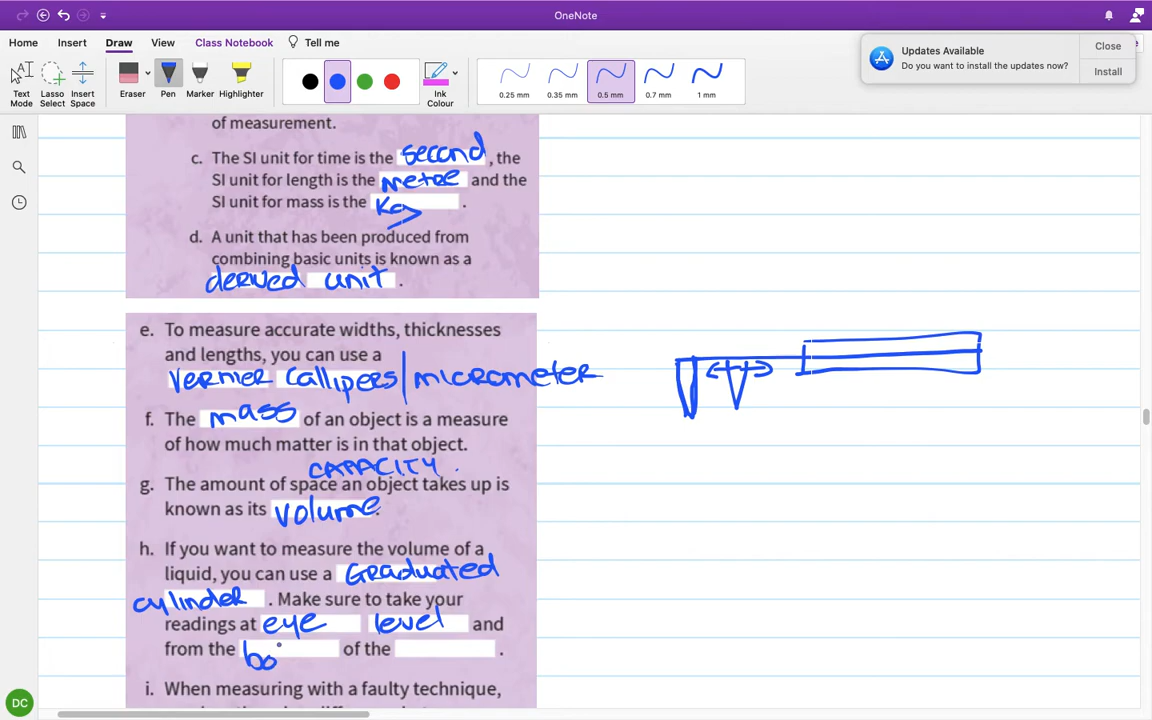 OneNote
Home Insert Draw View Class Notebook Tell me
Updates Available
Do you want to install the updates now?
Close
Install
Text Mode
Lasso Select
Insert Space
Eraser
Pen
Marker
Highlighter
Ink Colour
0.25 mm 0.35 mm 0.5 mm 0.7 mm 1 mm
of measurement.
c. The SI unit for time is the second, the
SI unit for length is the metre and the
SI unit for mass is the Kg.
d. A unit that has been produced from
combining basic units is known as a
derived unit.
e. To measure accurate widths, thicknesses
and lengths, you can use a
Vernier Callipers/micrometer
f. The mass of an object is a measure
of how much matter is in that object.
CAPACITY.
g. The amount of space an object takes up is
known as its volume.
h. If you want to measure the volume of a
liquid, you can use a Graduated
cylinder. Make sure to take your
readings at eye level and
from the bo of the .
i. When measuring with a faulty technique,
DC